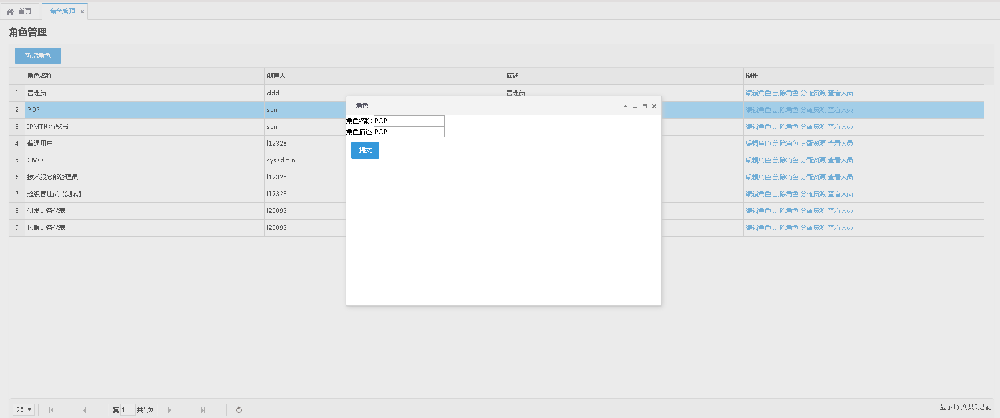 首页 角色管理
角色管理
新增角色
角色名称 创建人 描述 操作
1 管理员 ddd 管理员 编辑角色 删除角色 分配资源 查看人员
2 POP sun 编辑角色 删除角色 分配资源 查看人员
3 IPMT执行秘书 sun 编辑角色 删除角色 分配资源 查看人员
4 普通用户 l12328 编辑角色 删除角色 分配资源 查看人员
5 CMO sysadmin 编辑角色 删除角色 分配资源 查看人员
6 技术服务部管理员 l12328 编辑角色 删除角色 分配资源 查看人员
7 超级管理员【测试】 l12328 编辑角色 删除角色 分配资源 查看人员
8 研发财务代表 l20095 编辑角色 删除角色 分配资源 查看人员
9 技服财务代表 l20095 编辑角色 删除角色 分配资源 查看人员
角色
角色名称 POP
角色描述 POP
提交
20 第 1 共1页 显示1到9,共9记录